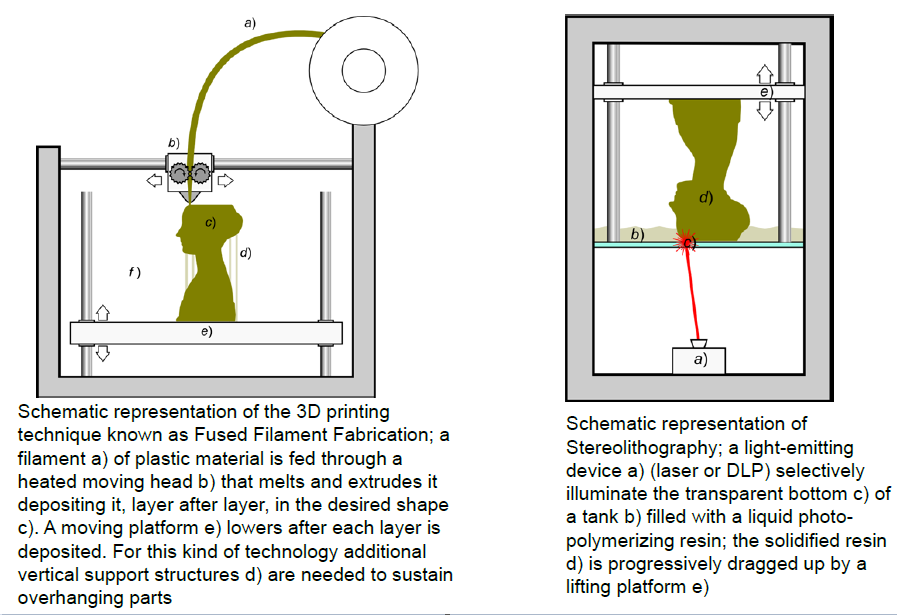 a)
b)
c)
d)
f)
e)
Schematic representation of the 3D printing
technique known as Fused Filament Fabrication; a
filament a) of plastic material is fed through a
heated moving head b) that melts and extrudes it
depositing it, layer after layer, in the desired shape
c). A moving platform e) lowers after each layer is
deposited. For this kind of technology additional
vertical support structures d) are needed to sustain
overhanging parts
e)
d)
b)
c)
a)
Schematic representation of
Stereolithography; a light-emitting
device a) (laser or DLP) selectively
illuminate the transparent bottom c) of
a tank b) filled with a liquid photo-
polymerizing resin; the solidified resin
d) is progressively dragged up by a
lifting platform e)